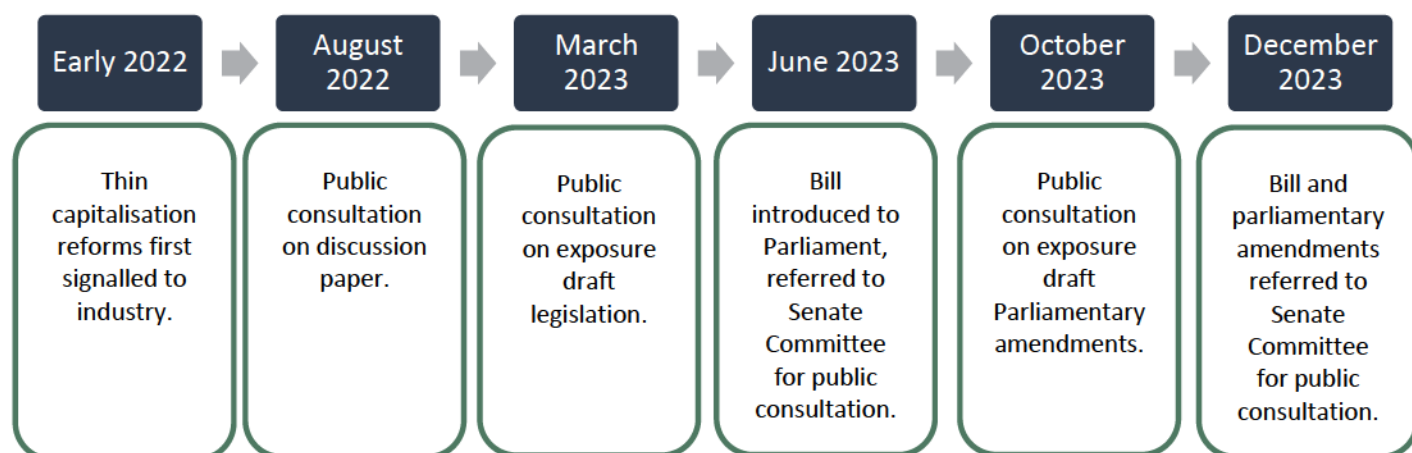 Early 2022
August
2022
March
2023
June 2023
October
2023
December
2023
Thin
capitalisation
reforms first
signalled to
industry.
Public
consultation
on discussion
paper.
Public
consultation
on exposure
draft
legislation.
Bill
introduced to
Parliament,
referred to
Senate
Committee
for public
consultation.
Public
consultation
on exposure
draft
Parliamentary
amendments.
Bill and
parliamentary
amendments
referred to
Senate
Committee
for public
consultation.